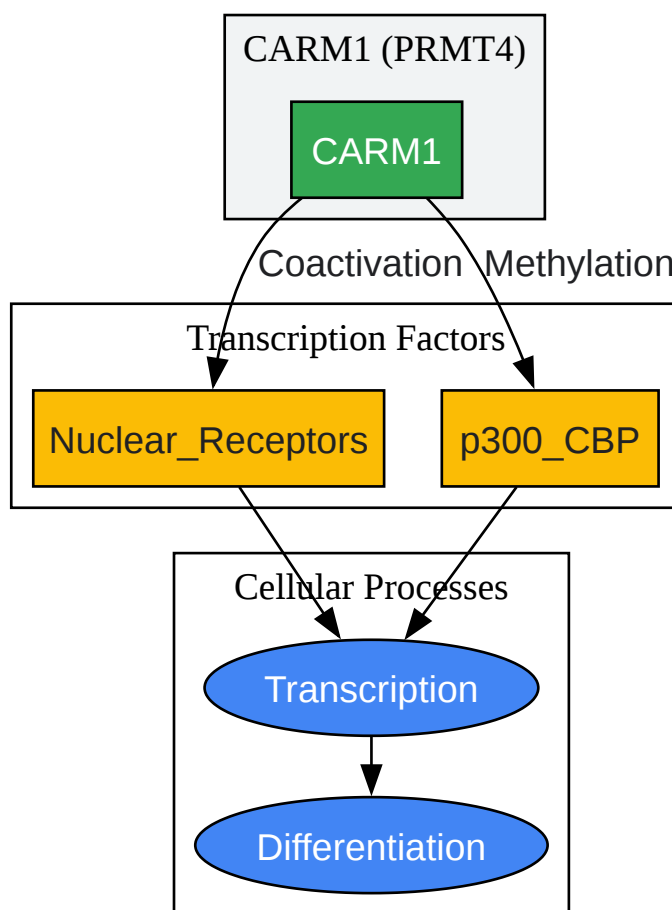 CARM1 (PRMT4)
CARM1
Coactivation
Methylation
Transcription Factors
Nuclear_Receptors
p300_CBP
Cellular Processes
Transcription
Differentiation